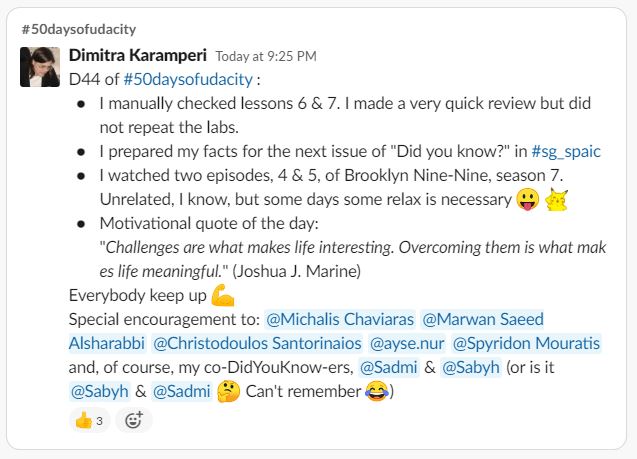 #50daysofudacity
Dimitra Karamperi Today at 9:25 PM
D44 of #50daysofudacity :
• I manually checked lessons 6 & 7. I made a very quick review but did
not repeat the labs.
• I prepared my facts for the next issue of "Did you know?" in #sg_spaic
• I watched two episodes, 4 & 5, of Brooklyn Nine-Nine, season 7.
Unrelated, I know, but some days some relax is necessary 😛
• Motivational quote of the day:
"Challenges are what makes life interesting. Overcoming them is what mak
es life meaningful." (Joshua J. Marine)
Everybody keep up 💪
Special encouragement to: @Michalis Chaviaras @Marwan Saeed
Alsharabbi @Christodoulos Santorinaios @ayse.nur @Spyridon Mouratis
and, of course, my co-DidYouKnow-ers, @Sadmi & @Sabyh (or is it
@Sabyh & @Sadmi 🤔 Can't remember 😂)
👍 3